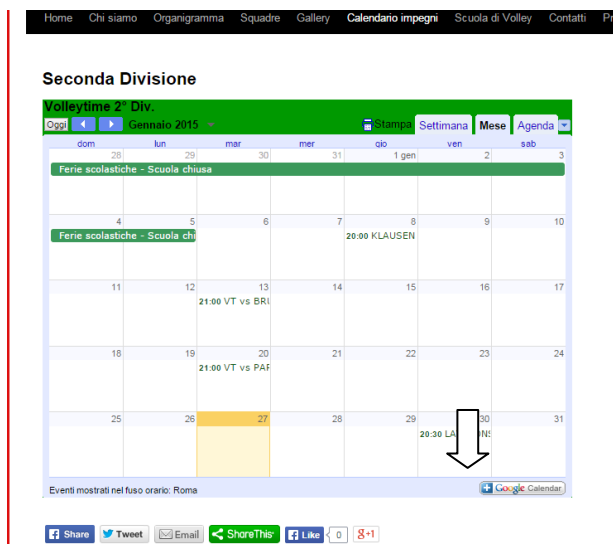 Home Chi siamo Organigramma Squadre Gallery Calendario impegni Scuola di Volley Contatti
Seconda Divisione
Volleytime 2° Div.
Oggi Gennaio 2015 Stampa Settimana Mese Agenda
dom lun mar mer gio ven sab
28 29 30 31 1 gen 2 3
Ferie scolastiche - Scuola chiusa
4 5 6 7 8 9 10
Ferie scolastiche - Scuola chi 20:00 KLAUSEN
11 12 13 14 15 16 17
21:00 VT vs BRU
18 19 20 21 22 23 24
21:00 VT vs PAF
25 26 27 28 29 30 31
20:30
Eventi mostrati nel fuso orario: Roma
Google Calendar
Share Tweet Email ShareThis Like 0 g+1